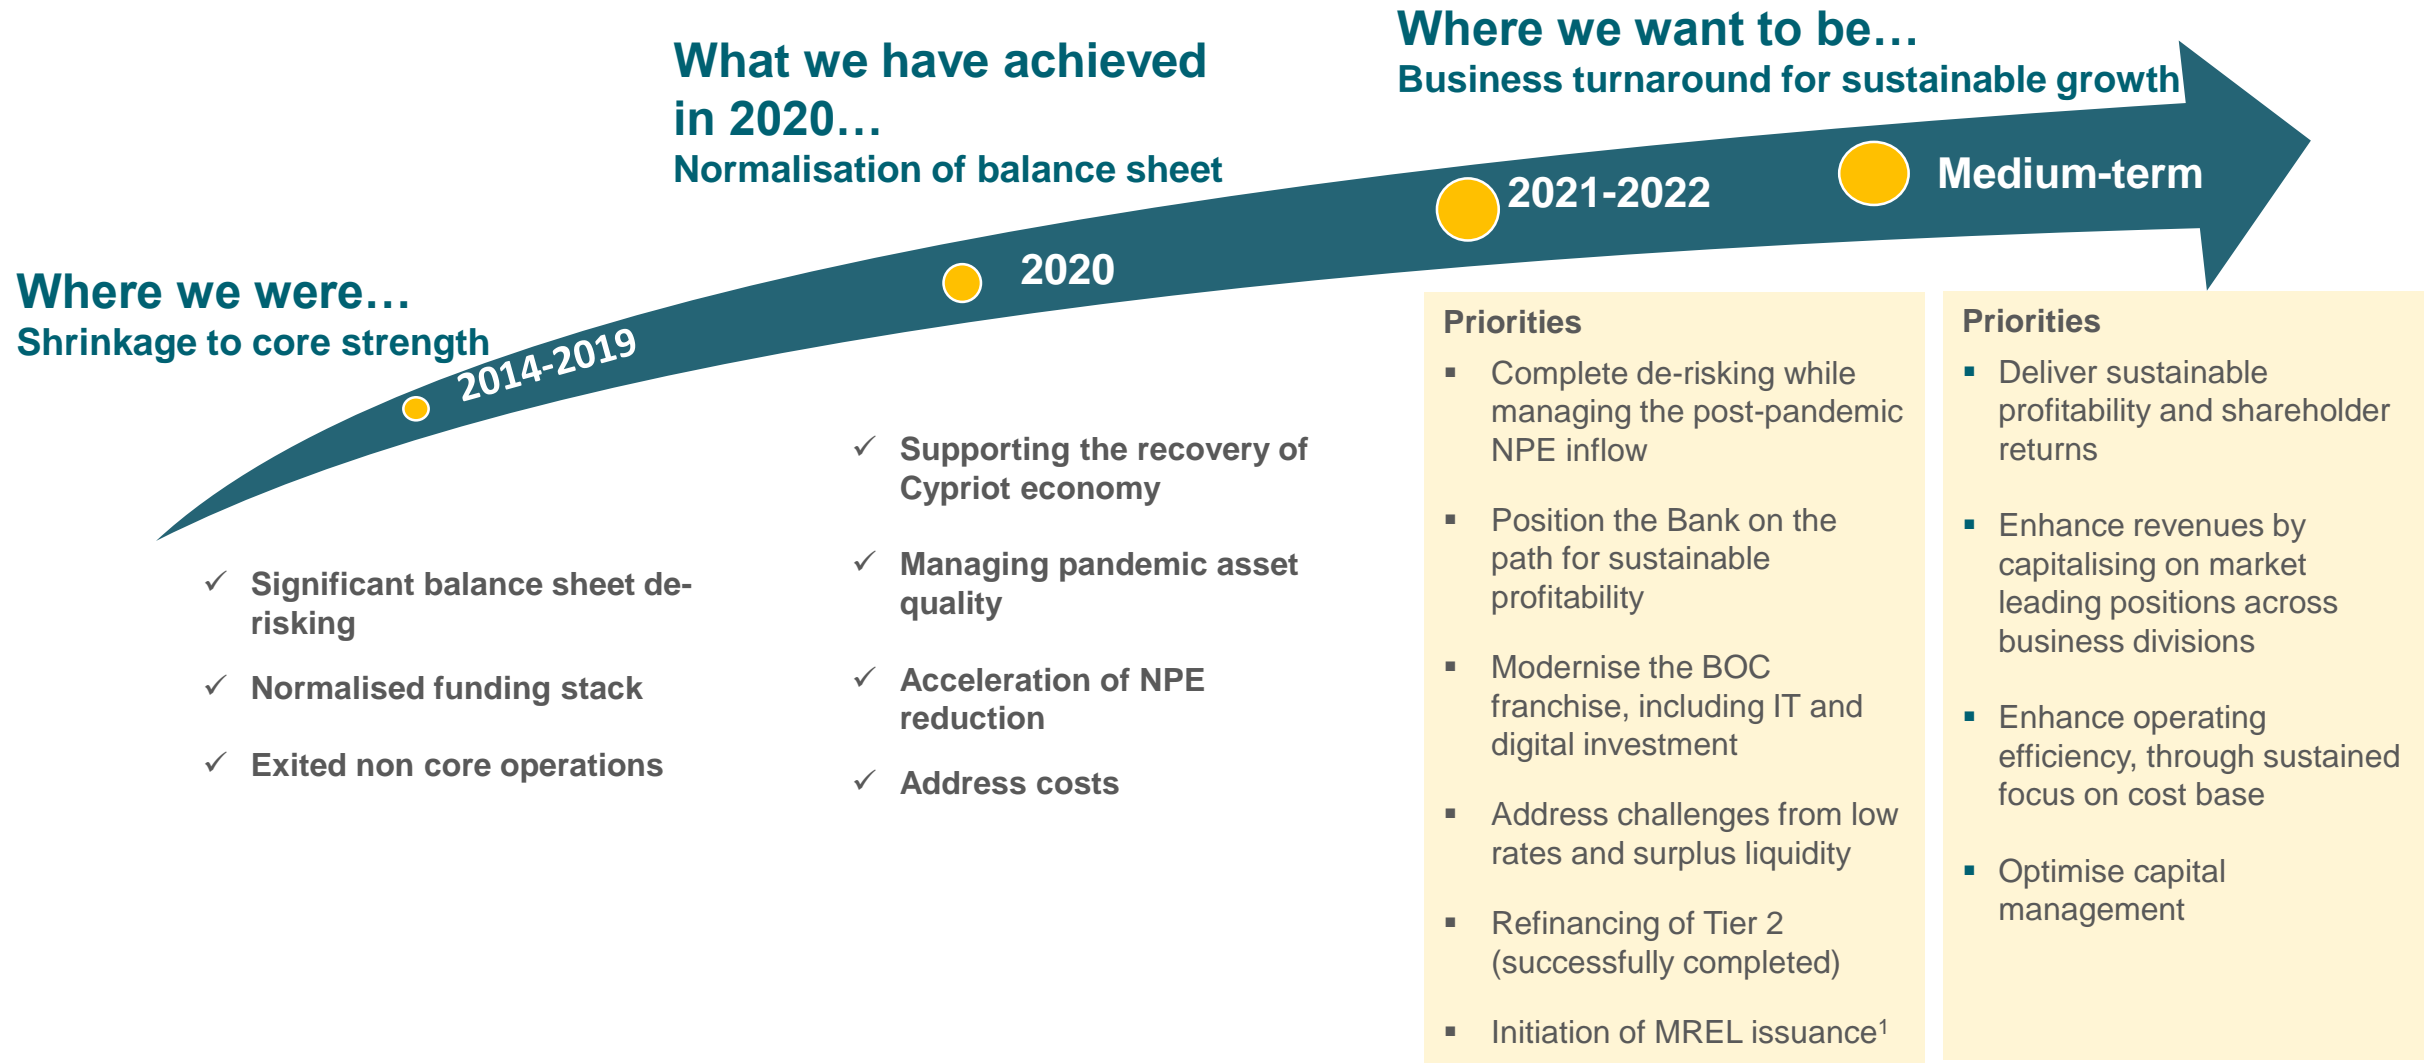 Where we were…
Shrinkage to core strength
2014-2019
✓ Significant balance sheet de-
risking
✓ Normalised funding stack
✓ Exited non core operations
What we have achieved
in 2020…
Normalisation of balance sheet
2020
✓ Supporting the recovery of
Cypriot economy
✓ Managing pandemic asset
quality
✓ Acceleration of NPE
reduction
✓ Address costs
Where we want to be…
Business turnaround for sustainable growth
2021-2022
Priorities
▪ Complete de-risking while
managing the post-pandemic
NPE inflow
▪ Position the Bank on the
path for sustainable
profitability
▪ Modernise the BOC
franchise, including IT and
digital investment
▪ Address challenges from low
rates and surplus liquidity
▪ Refinancing of Tier 2
(successfully completed)
▪ Initiation of MREL issuance¹
Medium-term
Priorities
▪ Deliver sustainable
profitability and shareholder
returns
▪ Enhance revenues by
capitalising on market
leading positions across
business divisions
▪ Enhance operating
efficiency, through sustained
focus on cost base
▪ Optimise capital
management